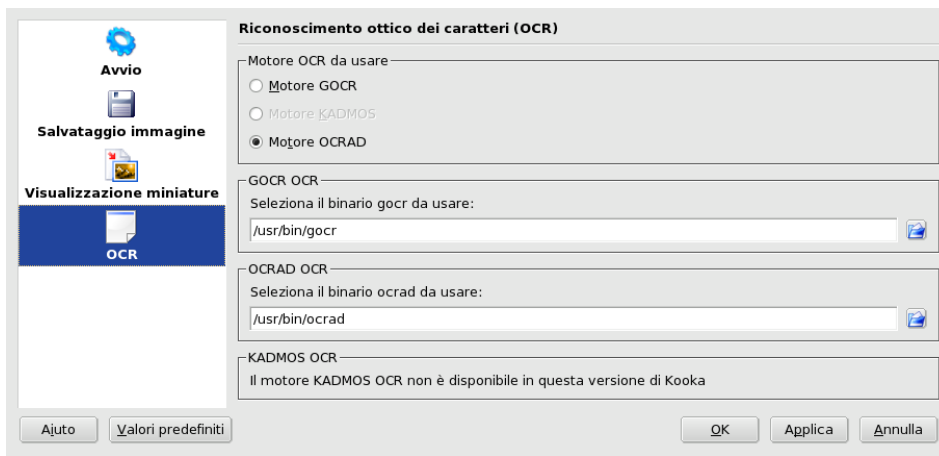 Avvio
Salvataggio immagine
Visualizzazione miniature
OCR
Riconoscimento ottico dei caratteri (OCR)
Motore OCR da usare
Motore GOCR
Motore KADMOS
Motore OCRAD
GOCR OCR
Seleziona il binario gocr da usare:
/usr/bin/gocr
OCRAD OCR
Seleziona il binario ocrad da usare:
/usr/bin/ocrad
KADMOS OCR
Il motore KADMOS OCR non è disponibile in questa versione di Kooka
Aiuto Valori predefiniti OK Applica Annulla